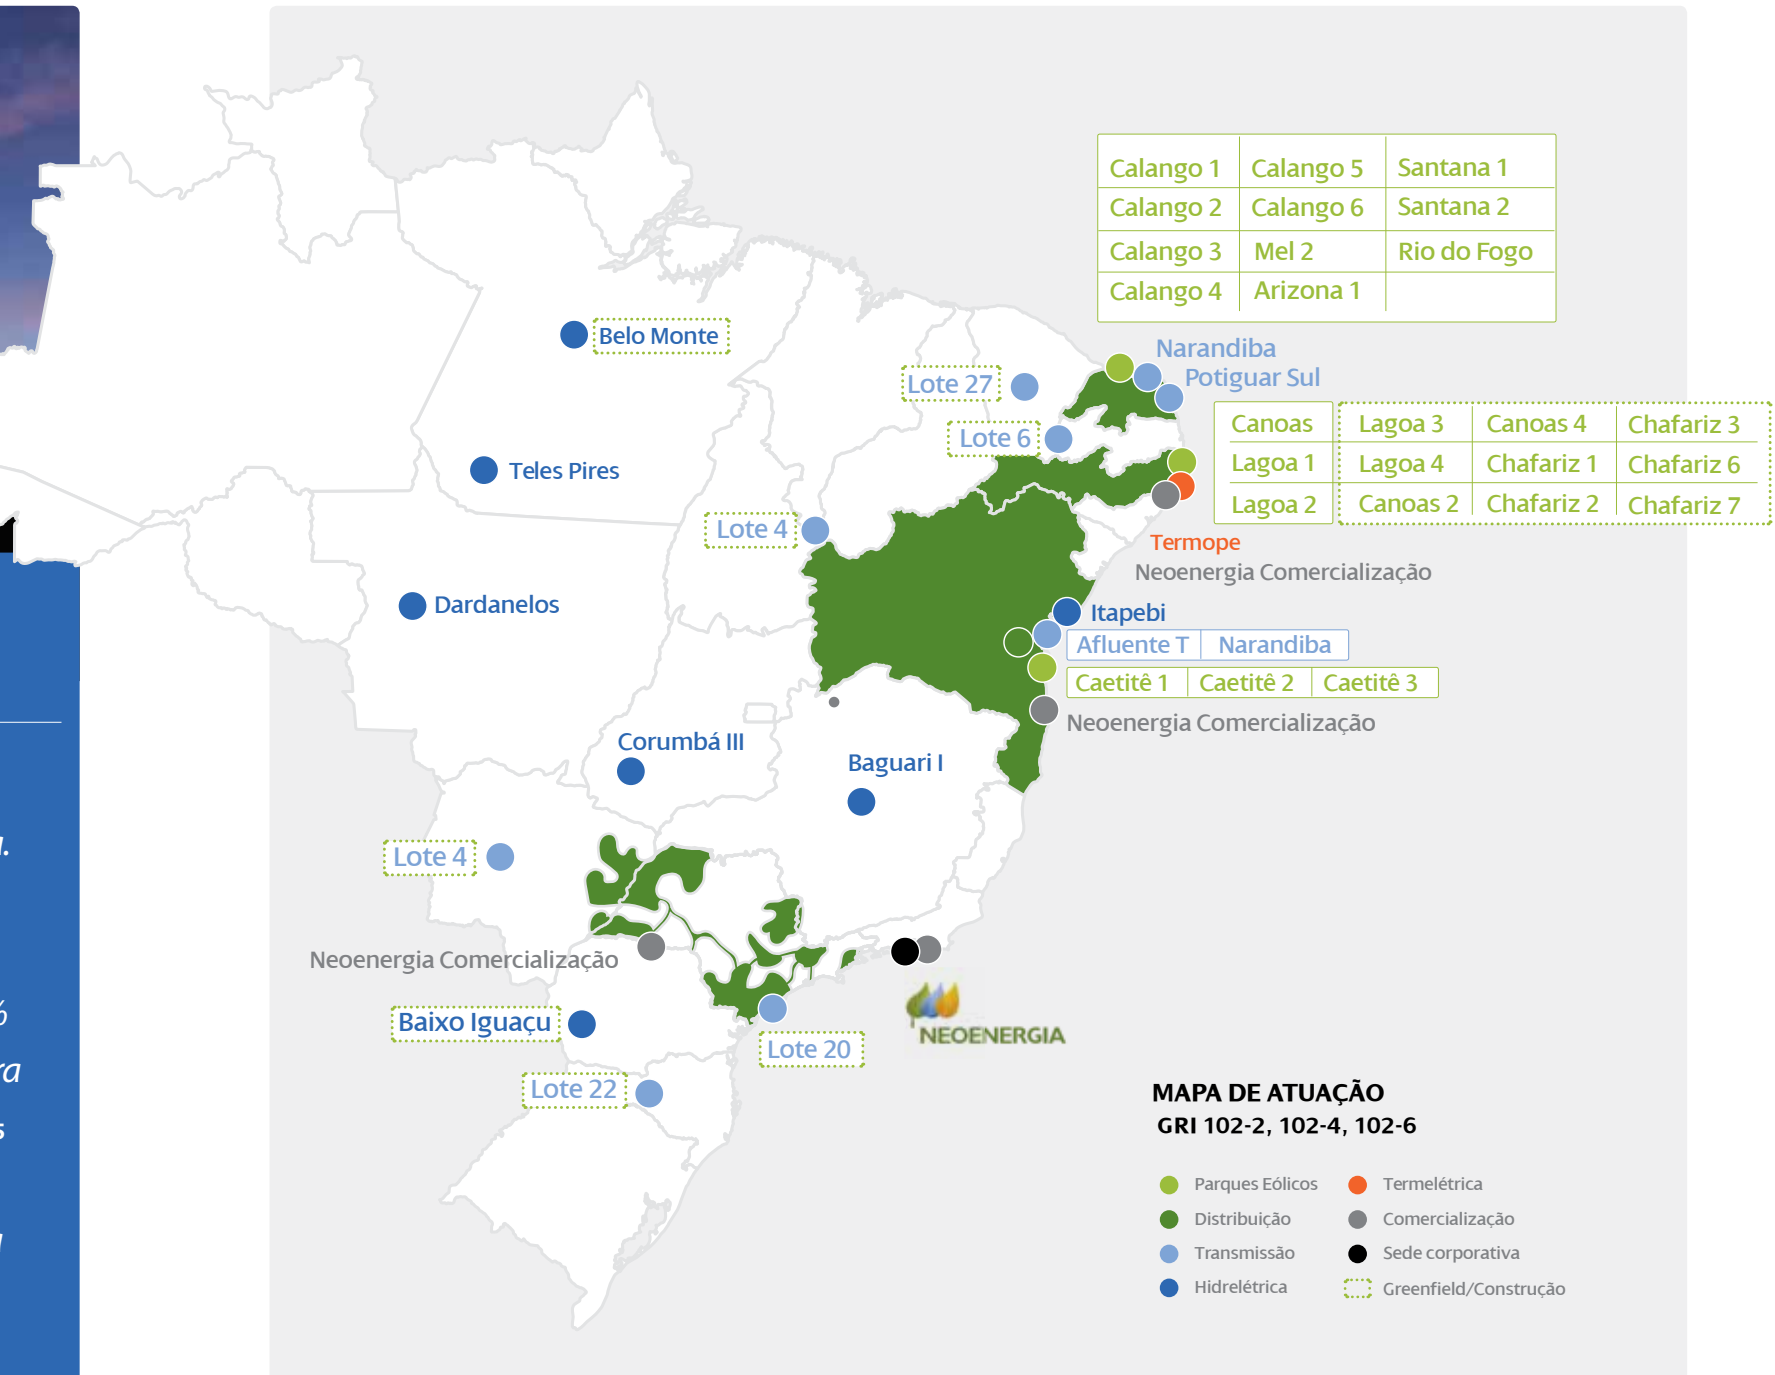 Calango 1 Calango 5 Santana 1
Calango 2 Calango 6 Santana 2
Calango 3 Mel 2 Rio do Fogo
Calango 4 Arizona 1
Belo Monte
Narandiba
Potiguar Sul
Lote 27
Lote 6
Canoas Lagoa 3 Canoas 4 Chafariz 3
Lagoa 1 Lagoa 4 Chafariz 1 Chafariz 6
Lagoa 2 Canoas 2 Chafariz 2 Chafariz 7
Teles Pires
Lote 4
Termope
Neoenergia Comercialização
Dardanelos
Itapebi
Afluente T Narandiba
Caetitê 1 Caetitê 2 Caetitê 3
Neoenergia Comercialização
Corumbá III
Baguari I
Lote 4
Neoenergia Comercialização
Baixo Iguaçu
NEOENERGIA
Lote 20
Lote 22
%
ra
s
MAPA DE ATUAÇÃO
GRI 102-2, 102-4, 102-6
Parques Eólicos Termelétrica
Distribuição Comercialização
Transmissão Sede corporativa
Hidrelétrica Greenfield/Construção